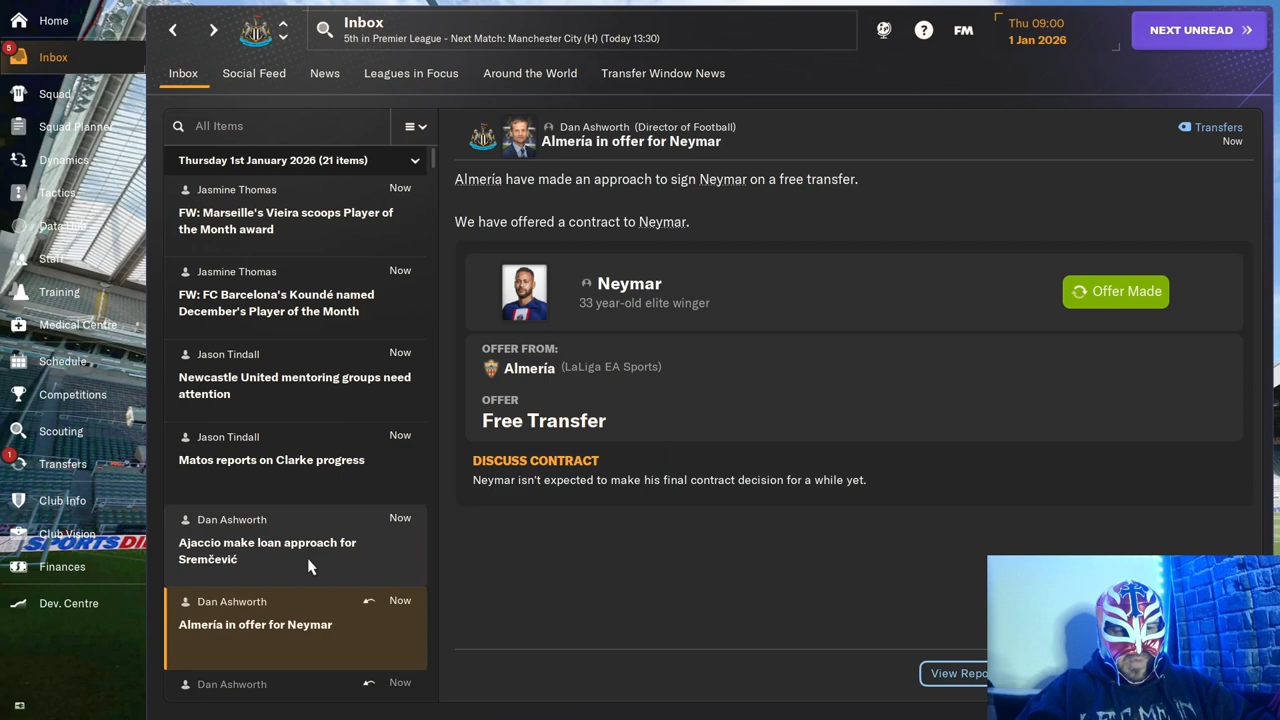 Home
5
Inbox
Squad
Squad Planner
Dynamics
Tactics
Data Hub
Staff
Training
Medical Centre
Schedule
Competitions
Scouting
1
Transfers
Club Info
Club Vision
SPORTSDI
Finances
Dev. Centre
Inbox
5th in Premier League - Next Match: Manchester City (H) (Today 13:30)
?
FM
Thu 09:00
1 Jan 2026
NEXT UNREAD
Inbox
Social Feed
News
Leagues in Focus
Around the World
Transfer Window News
All Items
Thursday 1st January 2026 (21 items)
Jasmine Thomas
Now
FW: Marseille's Vieira scoops Player of
the Month award
Jasmine Thomas
Now
FW: FC Barcelona's Koundé named
December's Player of the Month
Jason Tindall
Now
Newcastle United mentoring groups need
attention
Jason Tindall
Now
Matos reports on Clarke progress
Dan Ashworth
Now
Ajaccio make loan approach for
Sremčević
Dan Ashworth
Now
Almería in offer for Neymar
Dan Ashworth
Now
Dan Ashworth (Director of Football)
Almería in offer for Neymar
Transfers
Now
Almería have made an approach to sign Neymar on a free transfer.
We have offered a contract to Neymar.
Neymar
33 year-old elite winger
Offer Made
OFFER FROM:
Almería (LaLiga EA Sports)
OFFER
Free Transfer
DISCUSS CONTRACT
Neymar isn't expected to make his final contract decision for a while yet.
View Repo